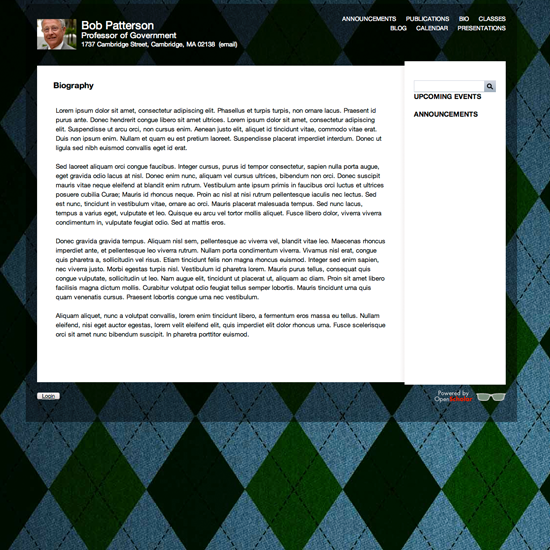 Bob Patterson
Professor of Government
1737 Cambridge Street, Cambridge, MA 02138 (email)
ANNOUNCEMENTS PUBLICATIONS BIO CLASSES
BLOG CALENDAR PRESENTATIONS
Biography
Lorem ipsum dolor sit amet, consectetur adipiscing elit. Phasellus et turpis turpis, non ornare lacus. Praesent id
purus ante. Donec hendrerit congue libero congue libero sit amet ultrices. Lorem ipsum dolor sit amet, consectetur adipiscing
elit. Suspendisse ut arcu orci, non cursus enim. Aenean justo elit, aliquet id tincidunt vitae, commodo vitae erat.
Duis non ipsum enim. Nullam et quam eu est pretium laoreet. Suspendisse placerat imperdiet interdum. Donec ut
ligula sed nibh euismod convallis eget id erat.
Sed laoreet aliquam orci congue faucibus. Integer cursus, purus id tempor consectetur, sapien nulla porta augue,
eget gravida odio lacus at nisl. Donec enim nunc, aliquam vel cursus ultrices, bibendum non orci. Donec suscipit
mauris vitae neque eleifend at blandit enim rutrum. Vestibulum ante ipsum primis in faucibus orci luctus et ultrices
posuere cubilia Curae; Mauris id rhoncus neque. Proin ac nisl at nisi rutrum pellentesque iaculis nec lectus. Sed
est nunc, tincidunt in vestibulum vitae, ornare ac orci. Mauris placerat malesuada tempus. Sed nunc lacus,
tempus a varius eget, vulputate et leo. Quisque eu arcu vel tortor mollis aliquet. Fusce libero dolor, viverra viverra
condimentum in, vulputate feugiat odio. Sed at mattis eros.
Donec gravida gravida tempus. Aliquam nisl sem, pellentesque ac viverra vel, blandit vitae leo. Maecenas rhoncus
imperdiet ante, et pellentesque leo viverra rutrum. Nullam porta condimentum viverra. Vivamus nisl erat, congue
quis pharetra a, sollicitudin vel risus. Etiam tincidunt felis non magna rhoncus euismod. Integer sed enim sapien,
nec viverra justo. Morbi egestas turpis nisl. Vestibulum id pharetra lorem. Mauris purus tellus, consequat quis
congue vulputate, sollicitudin ut leo. Nam augue elit, tincidunt ut placerat ut, aliquam ac diam. Proin sit amet libero
facilisis magna dictum mollis. Curabitur volutpat odio feugiat tellus semper lobortis. Mauris tincidunt urna quis
quam venenatis cursus. Praesent lobortis congue urna nec vestibulum.
Aliquam aliquet, nunc a volutpat convallis, lorem enim tincidunt libero, a fermentum eros massa eu tellus. Nullam
eleifend, nisi eget auctor egestas, lorem velit eleifend elit, quis imperdiet elit dolor rhoncus urna. Fusce scelerisque
orci sit amet nunc bibendum suscipit. In pharetra porttitor euismod.
UPCOMING EVENTS
ANNOUNCEMENTS
Login
Powered by
OpenScholar